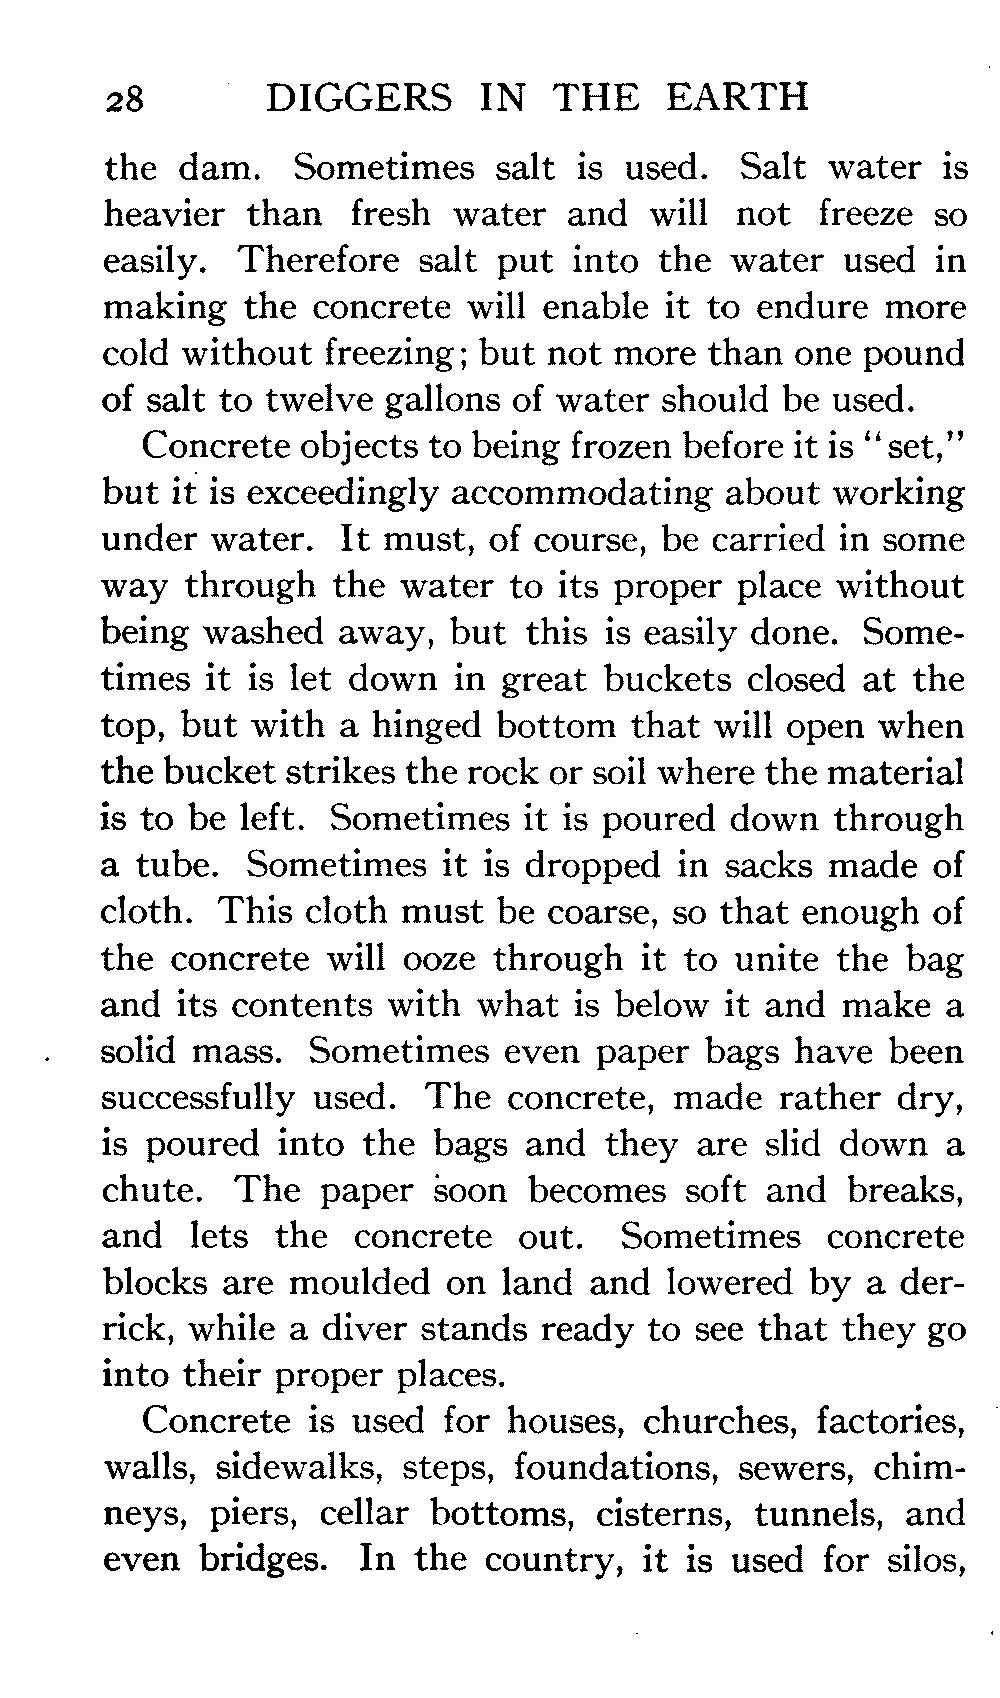 28 DIGGERS IN THE EARTH
the dam. Sometimes salt is used. Salt water is
heavier than fresh water and will not freeze so
easily. Therefore salt put into the water used in
making the concrete will enable it to endure more
cold without freezing; but not more than one pound
of salt to twelve gallons of water should be used.
Concrete objects to being frozen before it is “set,”
but it is exceedingly accommodating about working
under water. It must, of course, be carried in some
way through the water to its proper place without
being washed away, but this is easily done. Some-
times it is let down in great buckets closed at the
top, but with a hinged bottom that will open when
the bucket strikes the rock or soil where the material
is to be left. Sometimes it is poured down through
a tube. Sometimes it is dropped in sacks made of
cloth. This cloth must be coarse, so that enough of
the concrete will ooze through it to unite the bag
and its contents with what is below it and make a
solid mass. Sometimes even paper bags have been
successfully used. The concrete, made rather dry,
is poured into the bags and they are slid down a
chute. The paper soon becomes soft and breaks,
and lets the concrete out. Sometimes concrete
blocks are moulded on land and lowered by a der-
rick, while a diver stands ready to see that they go
into their proper places.
Concrete is used for houses, churches, factories,
walls, sidewalks, steps, foundations, sewers, chim-
neys, piers, cellar bottoms, cisterns, tunnels, and
even bridges. In the country, it is used for silos,